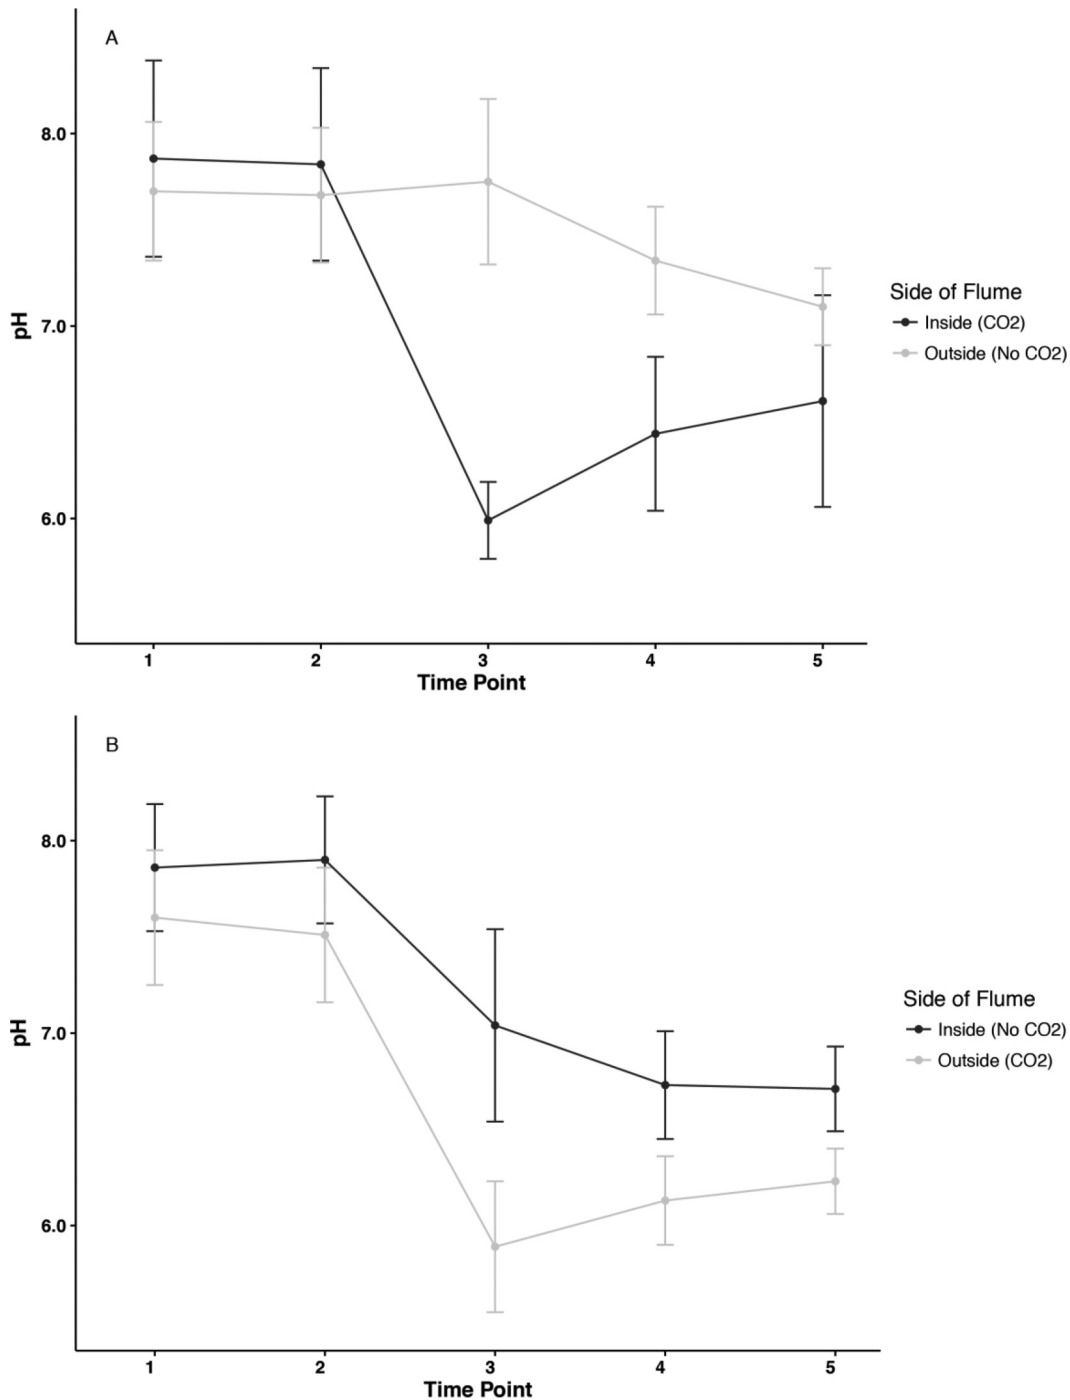 A
8.0
7.0
6.0
pH
1 2 3 4 5
Time Point
Side of Flume
Inside (CO2)
Outside (No CO2)
B
8.0
7.0
6.0
pH
1 2 3 4 5
Time Point
Side of Flume
Inside (No CO2)
Outside (CO2)